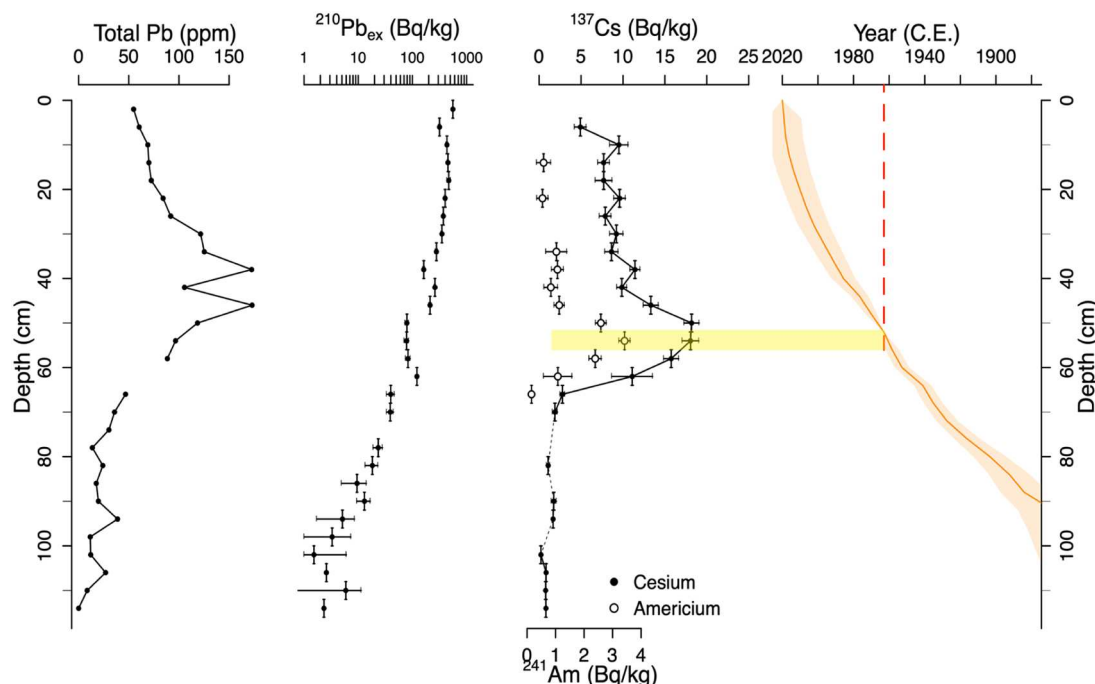 Total Pb (ppm)
0 50 100 150
²¹⁰Pbₑₓ (Bq/kg)
1 10 100 1000
¹³⁷Cs (Bq/kg)
0 5 10 15 20 25
Year (C.E.)
2020 1980 1940 1900
Depth (cm)
0 20 40 60 80 100
Depth (cm)
0 20 40 60 80 100
Cesium
Americium
0 1 2 3 4
²⁴¹Am (Bq/kg)